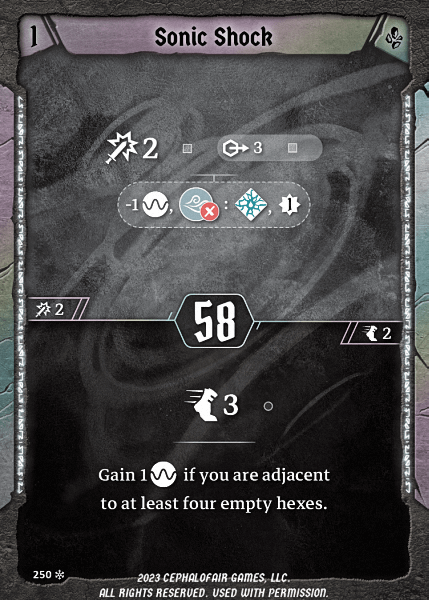 1
Sonic Shock
2 3
-1 , : , 1
2
58
2
3
Gain 1 if you are adjacent
to at least four empty hexes.
250
2023 CEPHALOFAIR GAMES, LLC.
ALL RIGHTS RESERVED. USED WITH PERMISSION.